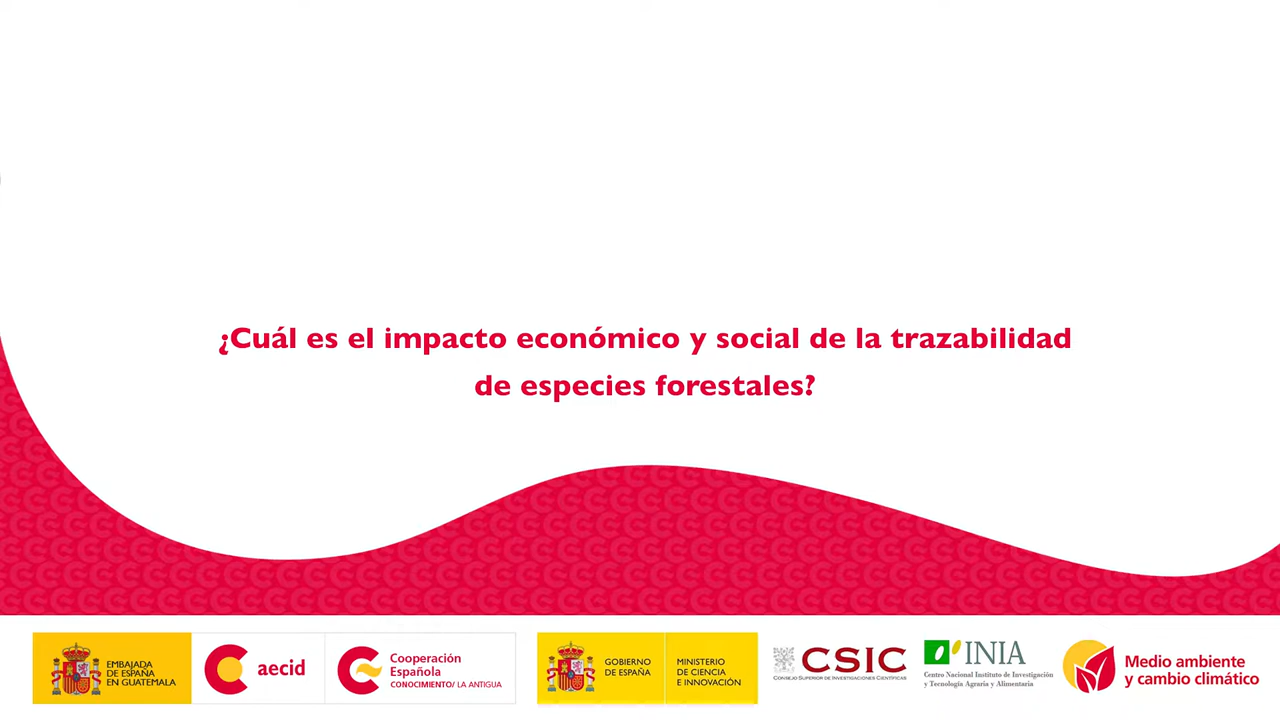 ¿Cuál es el impacto económico y social de la trazabilidad
de especies forestales?
EMBAJADA
DE ESPAÑA
EN GUATEMALA
aecid
Cooperación
Española
CONOCIMIENTO/ LA ANTIGUA
GOBIERNO
DE ESPAÑA
MINISTERIO
DE CIENCIA
E INNOVACIÓN
CSIC
CONSEJO SUPERIOR DE INVESTIGACIONES CIENTÍFICAS
INIA
Centro Nacional Instituto de Investigación
y Tecnología Agraria y Alimentaria
Medio ambiente
y cambio climático